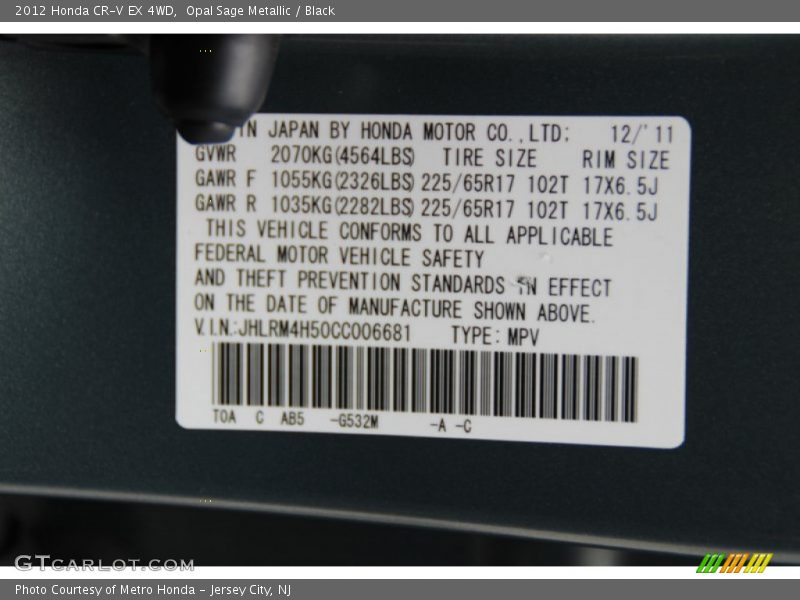 2012 Honda CR-V EX 4WD,  Opal Sage Metallic / Black
IN JAPAN BY HONDA MOTOR CO.,LTD; 12/'11
GVWR 2070KG(4564LBS) TIRE SIZE RIM SIZE
GAWR F 1055KG(2326LBS) 225/65R17 102T 17X6.5J
GAWR R 1035KG(2282LBS) 225/65R17 102T 17X6.5J
THIS VEHICLE CONFORMS TO ALL APPLICABLE
FEDERAL MOTOR VEHICLE SAFETY
AND THEFT PREVENTION STANDARDS IN EFFECT
ON THE DATE OF MANUFACTURE SHOWN ABOVE.
V.I.N.:JHLRM4H50CC006681 TYPE: MPV
TOA C AB5 -G532M -A -C
GTCARLOT.COM
Photo Courtesy of Metro Honda - Jersey City, NJ